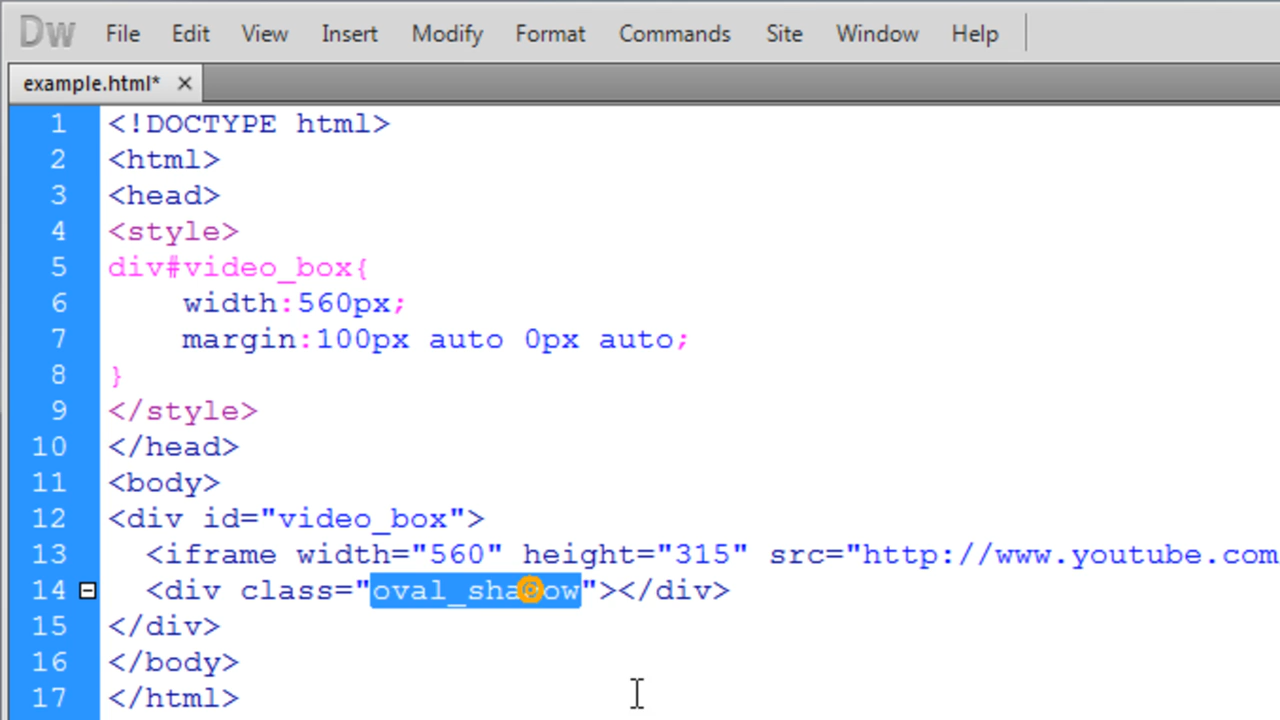 Dw File Edit View Insert Modify Format Commands Site Window Help
example.html* ×
1 <!DOCTYPE html>
2 <html>
3 <head>
4 <style>
5 div#video_box{
6 width:560px;
7 margin:100px auto 0px auto;
8 }
9 </style>
10 </head>
11 <body>
12 <div id="video_box">
13 <iframe width="560" height="315" src="http://www.youtube.com
14 <div class="oval_shadow"></div>
15 </div>
16 </body>
17 </html>